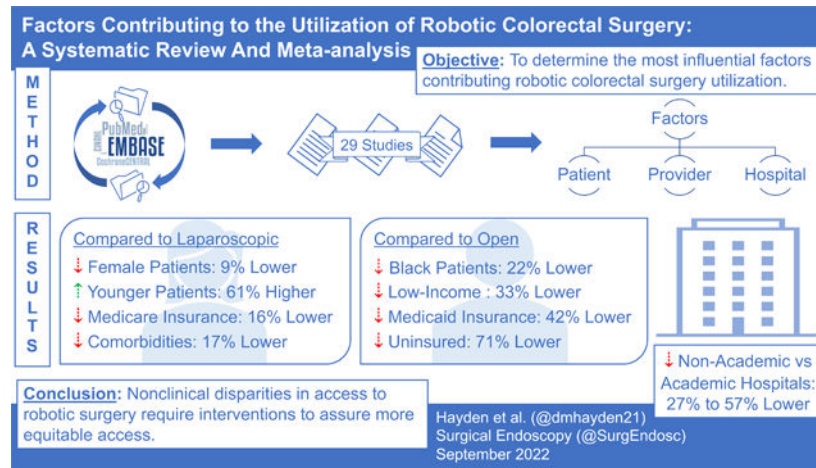 Factors Contributing to the Utilization of Robotic Colorectal Surgery:
A Systematic Review And Meta-analysis
Objective: To determine the most influential factors
contributing robotic colorectal surgery utilization.
METHOD
PubMed
CINAHL
EMBASE
CochraneCENTRAL
29 Studies
Factors
Patient
Provider
Hospital
RESULTS
Compared to Laparoscopic
↓ Female Patients: 9% Lower
↑ Younger Patients: 61% Higher
↓ Medicare Insurance: 16% Lower
↓ Comorbidities: 17% Lower
Compared to Open
↓ Black Patients: 22% Lower
↓ Low-Income : 33% Lower
↓ Medicaid Insurance: 42% Lower
↓ Uninsured: 71% Lower
↓ Non-Academic vs
Academic Hospitals:
27% to 57% Lower
Conclusion: Nonclinical disparities in access to
robotic surgery require interventions to assure more
equitable access.
Hayden et al. (@dmhayden21)
Surgical Endoscopy (@SurgEndosc)
September 2022